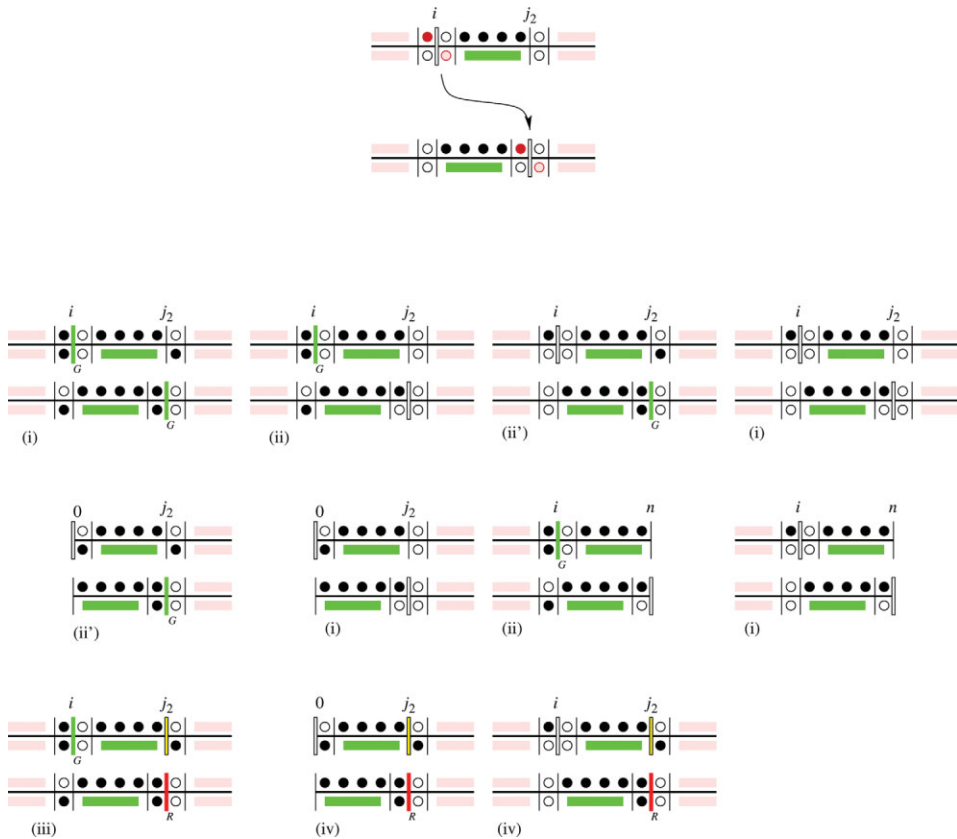 i j₂
i j₂ i j₂ i j₂ i j₂
G G
G G
(i) (ii) (ii') (i)
0 j₂ 0 j₂ i n i n
G
G
(ii') (i) (ii) (i)
i j₂ 0 j₂ i j₂
G
R R R
(iii) (iv) (iv)